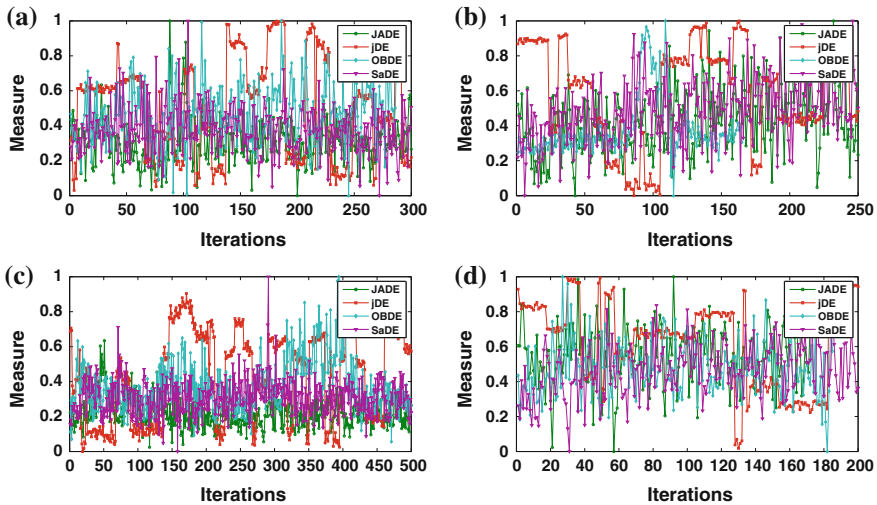 (a)
1
0.8
0.6
0.4
0.2
0
Measure
0 50 100 150 200 250 300
Iterations
JADE
jDE
OBDE
SaDE
(b)
1
0.8
0.6
0.4
0.2
0
Measure
0 50 100 150 200 250
Iterations
JADE
jDE
OBDE
SaDE
(c)
1
0.8
0.6
0.4
0.2
0
Measure
0 50 100 150 200 250 300 350 400 450 500
Iterations
JADE
jDE
OBDE
SaDE
(d)
1
0.8
0.6
0.4
0.2
0
Measure
0 20 40 60 80 100 120 140 160 180 200
Iterations
JADE
jDE
OBDE
SaDE